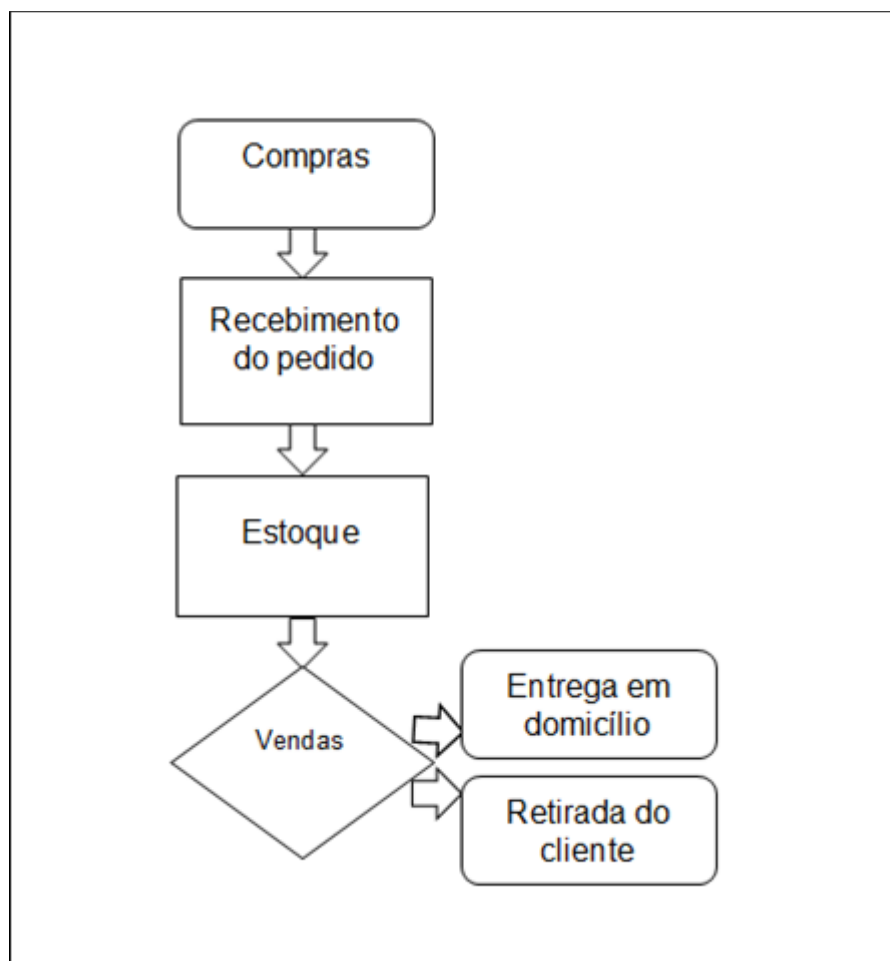 Compras
Recebimento
do pedido
Estoque
Vendas
Entrega em
domicílio
Retirada do
cliente